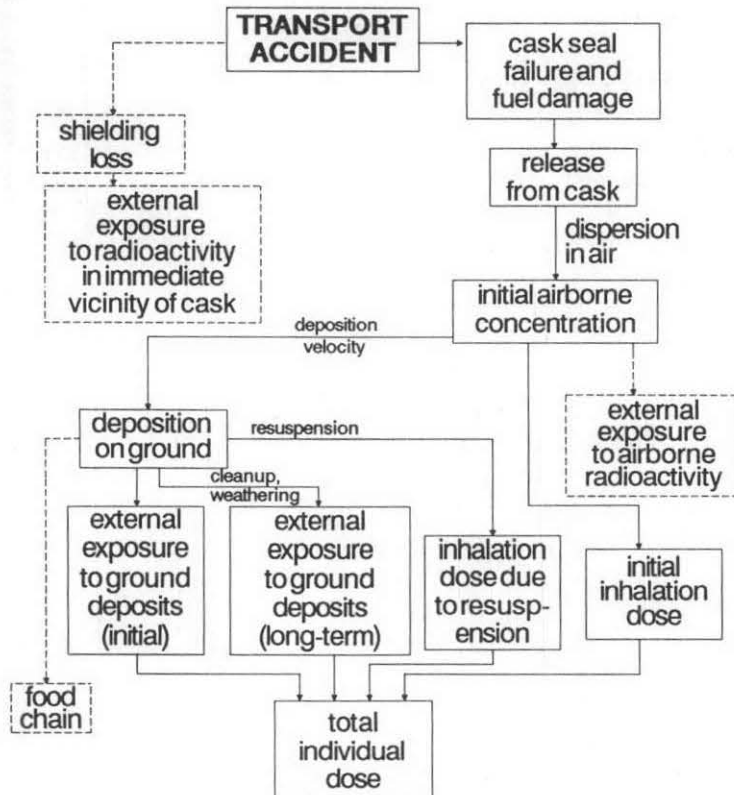 TRANSPORT
ACCIDENT
cask seal
failure and
fuel damage
shielding
loss
release
from cask
external
exposure
to radioactivity
in immediate
vicinity of cask
dispersion
in air
initial airborne
concentration
deposition
velocity
deposition
on ground
resuspension
external
exposure
to airborne
radioactivity
cleanup,
weathering
external
exposure
to ground
deposits
(initial)
external
exposure
to ground
deposits
(long-term)
inhalation
dose due
to resusp-
ension
initial
inhalation
dose
food
chain
total
individual
dose